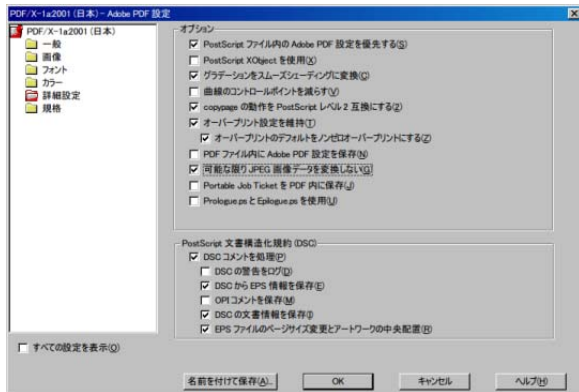 PDF/X-1a2001 (日本) - Adobe PDF 設定
PDF/X-1a2001 (日本)
一般
画像
フォント
カラー
詳細設定
規格
オプション
PostScript ファイル内の Adobe PDF 設定を優先する(S)
PostScript XObject を使用(X)
グラデーションをスムーズシェーディングに変換(C)
曲線のコントロールポイントを減らす(V)
copypage の動作を PostScript レベル 2 互換にする(2)
オーバープリント設定を維持(T)
オーバープリントのデフォルトをノンゼロオーバープリントにする(Z)
PDF ファイル内に Adobe PDF 設定を保存(N)
可能な限り JPEG 画像データを変換しない(G)
Portable Job Ticket を PDF 内に保存(J)
Prologue.ps と Epilogue.ps を使用(U)
PostScript 文書構造化規約 (DSC)
DSC コメントを処理(P)
DSC の警告をログ(D)
DSC から EPS 情報を保存(E)
OPI コメントを保存(M)
DSC の文書情報を保存(I)
EPS ファイルのページサイズ変更とアートワークの中央配置(R)
すべての設定を表示(O)
名前を付けて保存(A)...
OK
キャンセル
ヘルプ(H)